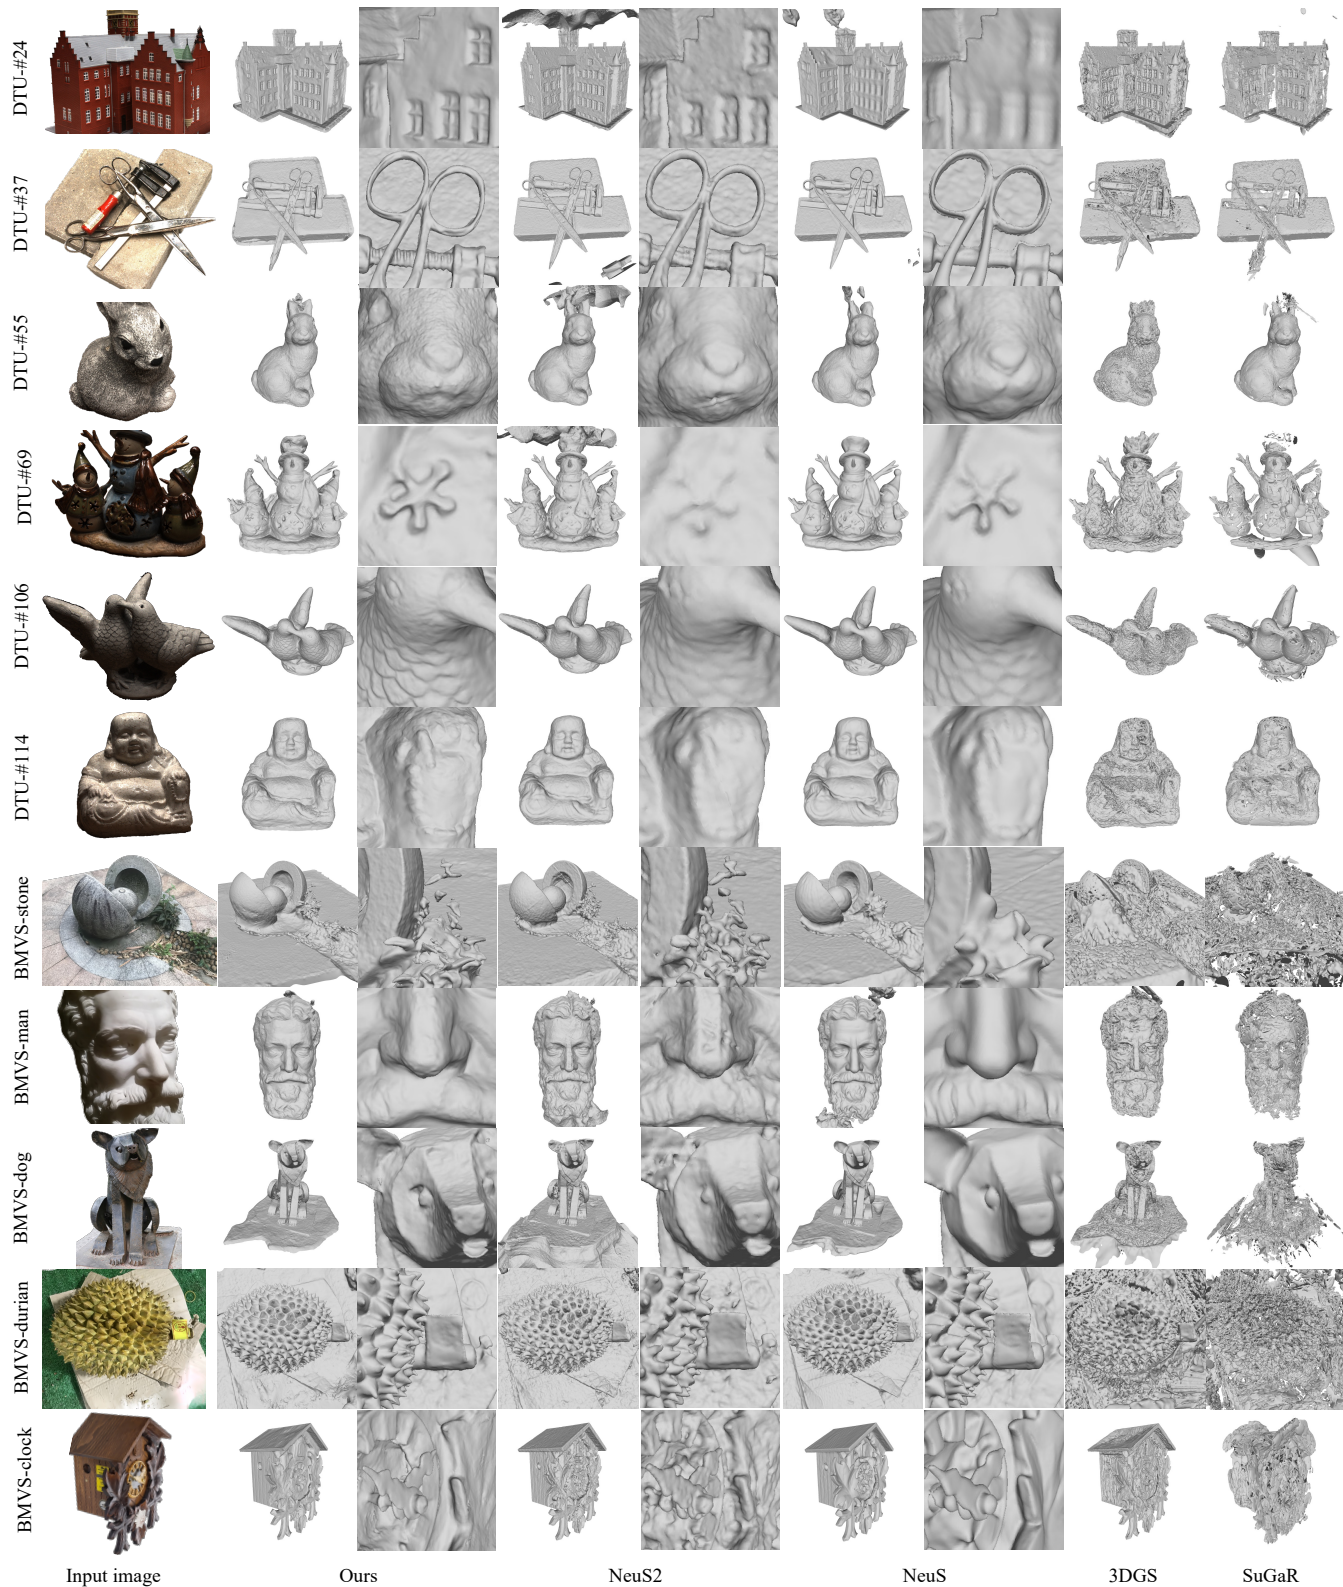 DTU-#24
DTU-#37
DTU-#55
DTU-#69
DTU-#106
DTU-#114
BMVS-stone
BMVS-man
BMVS-dog
BMVS-durian
BMVS-clock
Input image Ours NeuS2 NeuS 3DGS SuGaR